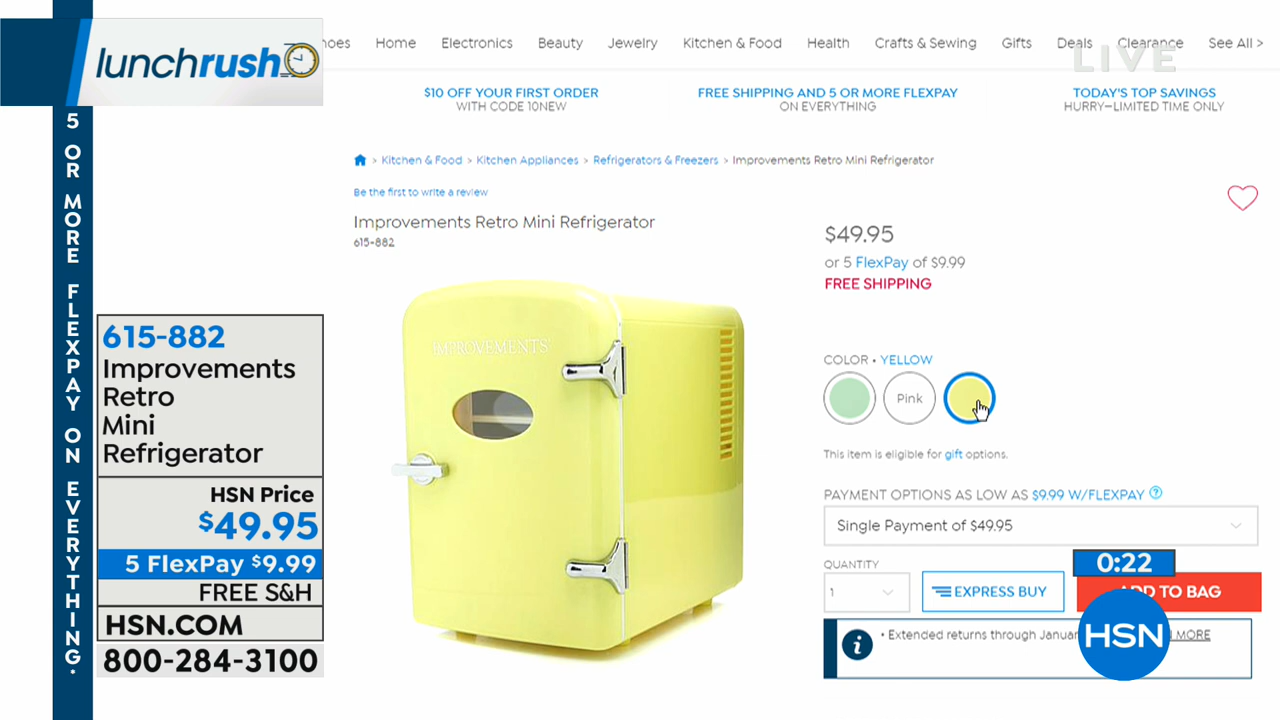 lunchrush
5 OR MORE FLEXPAY ON EVERYTHING.
615-882
Improvements
Retro
Mini
Refrigerator
HSN Price
$49.95
5 FlexPay $9.99
FREE S&H
HSN.COM
800-284-3100
Home Electronics Beauty Jewelry Kitchen & Food Health Crafts & Sewing Gifts Deals Clearance See All >
LIVE
$10 OFF YOUR FIRST ORDER
WITH CODE 10NEW
FREE SHIPPING AND 5 OR MORE FLEXPAY
ON EVERYTHING
TODAY'S TOP SAVINGS
HURRY—LIMITED TIME ONLY
> Kitchen & Food > Kitchen Appliances > Refrigerators & Freezers > Improvements Retro Mini Refrigerator
Be the first to write a review
Improvements Retro Mini Refrigerator
615-882
IMPROVEMENTS
$49.95
or 5 FlexPay of $9.99
FREE SHIPPING
COLOR • YELLOW
Pink
This item is eligible for gift options.
PAYMENT OPTIONS AS LOW AS $9.99 W/FLEXPAY ?
Single Payment of $49.95
QUANTITY
1
EXPRESS BUY
0:22
ADD TO BAG
• Extended returns through MORE
HSN